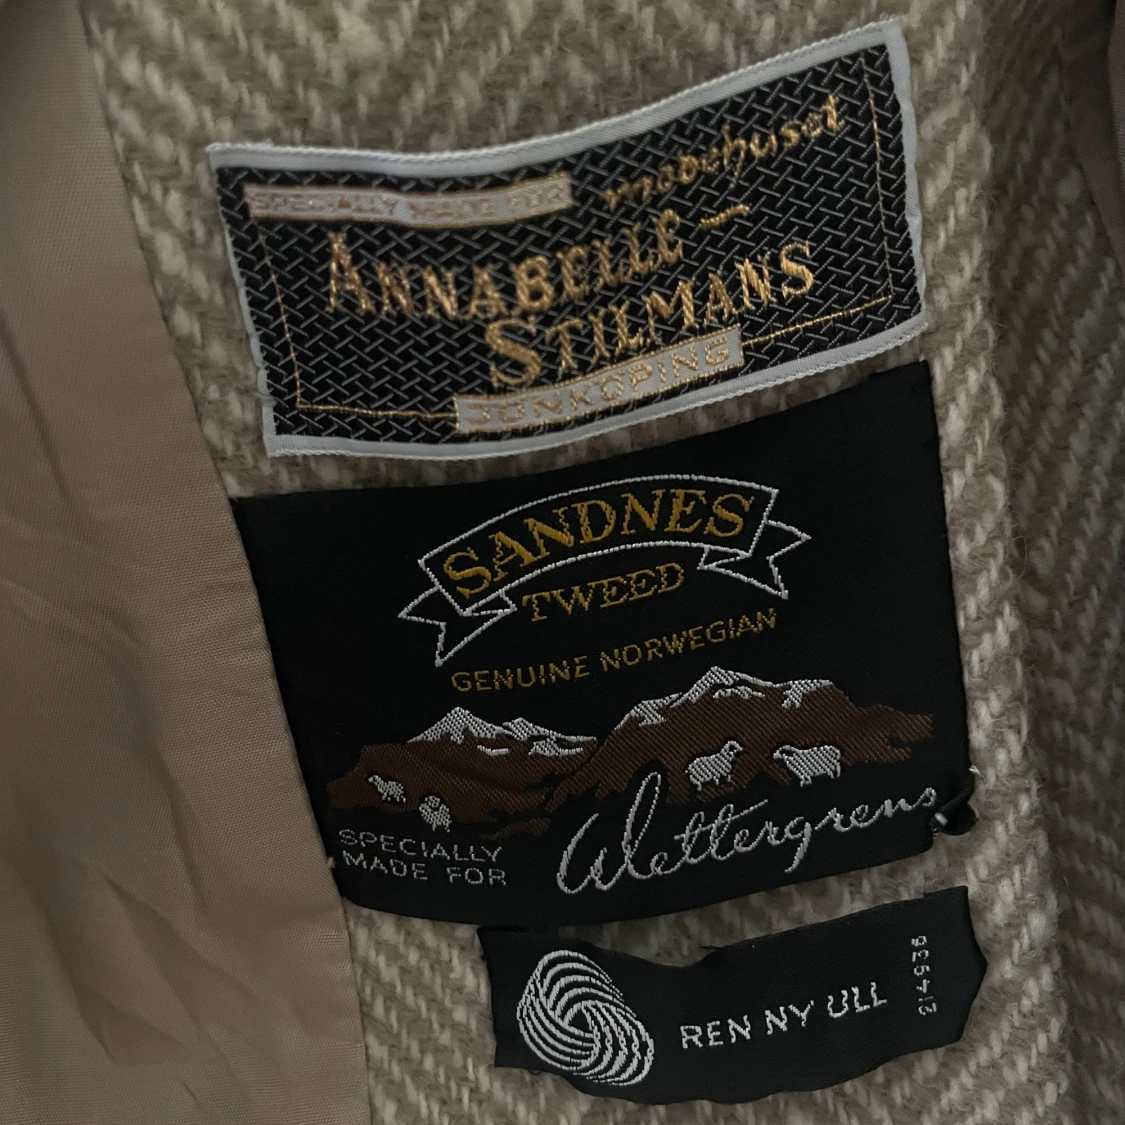 SPECIALLY MADE FOR
modehuset
ANNABELLE –
STILMANS
JÖNKÖPING
SANDNES
TWEED
GENUINE NORWEGIAN
SPECIALLY
MADE FOR
Wettergrens
REN NY ULL
214936